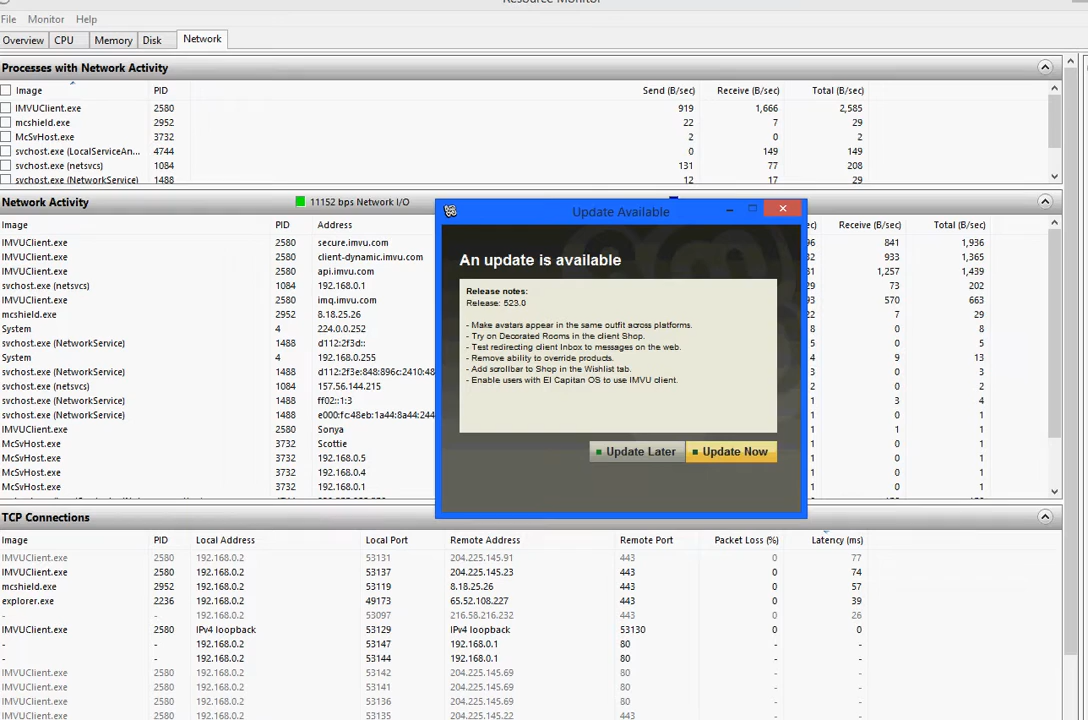 Resource Monitor
File Monitor Help
Overview CPU Memory Disk Network
Processes with Network Activity
Image PID Send (B/sec) Receive (B/sec) Total (B/sec)
IMVUClient.exe 2580 919 1,666 2,585
mcshield.exe 2952 22 7 29
McSvHost.exe 3732 2 0 2
svchost.exe (LocalServiceAn... 4744 0 149 149
svchost.exe (netsvcs) 1084 131 77 208
svchost.exe (NetworkService) 1488 12 17 29
Network Activity 11152 bps Network I/O
Image PID Address Receive (B/sec) Total (B/sec)
IMVUClient.exe 2580 secure.imvu.com 841 1,936
IMVUClient.exe 2580 client-dynamic.imvu.com 933 1,365
IMVUClient.exe 2580 api.imvu.com 1,257 1,439
svchost.exe (netsvcs) 1084 192.168.0.1 73 202
IMVUClient.exe 2580 imq.imvu.com 570 663
mcshield.exe 2952 8.18.25.26 7 29
System 4 224.0.0.252 0 8
svchost.exe (NetworkService) 1488 d112:2f3d::
System 4 192.168.0.255 4 13
svchost.exe (NetworkService) 1488 d112:2f3e:848:896c:2410:48
svchost.exe (netsvcs) 1084 157.56.144.215
svchost.exe (NetworkService) 1488 ff02::1:3
svchost.exe (NetworkService) 1488 e000:fc:48eb:1a44:8a44:244
IMVUClient.exe 2580 Sonya 1 1
McSvHost.exe 3732 Scottie 0 1
McSvHost.exe 3732 192.168.0.5 0 1
McSvHost.exe 3732 192.168.0.4 0 1
Update Available
An update is available
Release notes:
Release: 523.0
- Make avatars appear in the same outfit across platforms.
- Try on Decorated Rooms in the client Shop.
- Test redirecting client Inbox to messages on the web.
- Remove ability to override products.
- Add scrollbar to Shop in the Wishlist tab.
- Enable users with El Capitan OS to use IMVU client.
Update Later Update Now
TCP Connections
Image PID Local Address Local Port Remote Address Remote Port Packet Loss (%) Latency (ms)
IMVUClient.exe 2580 192.168.0.2 53131 204.225.145.91 443 0 77
IMVUClient.exe 2580 192.168.0.2 53137 204.225.145.23 443 0 74
mcshield.exe 2952 192.168.0.2 53119 8.18.25.26 443 0 57
explorer.exe 2236 192.168.0.2 49173 65.52.108.227 443 0 39
- - 192.168.0.2 53097 216.58.216.232 443 0 26
IMVUClient.exe 2580 IPv4 loopback 53129 IPv4 loopback 53130 0 0
- - 192.168.0.2 53147 192.168.0.1 80 - -
- - 192.168.0.2 53144 192.168.0.1 80 - -
IMVUClient.exe 2580 192.168.0.2 53142 204.225.145.69 80 - -
IMVUClient.exe 2580 192.168.0.2 53141 204.225.145.69 80 - -
IMVUClient.exe 2580 192.168.0.2 53136 204.225.145.69 80 - -
IMVUClient.exe 2580 192.168.0.2 53135 204.225.145.22 80 - -